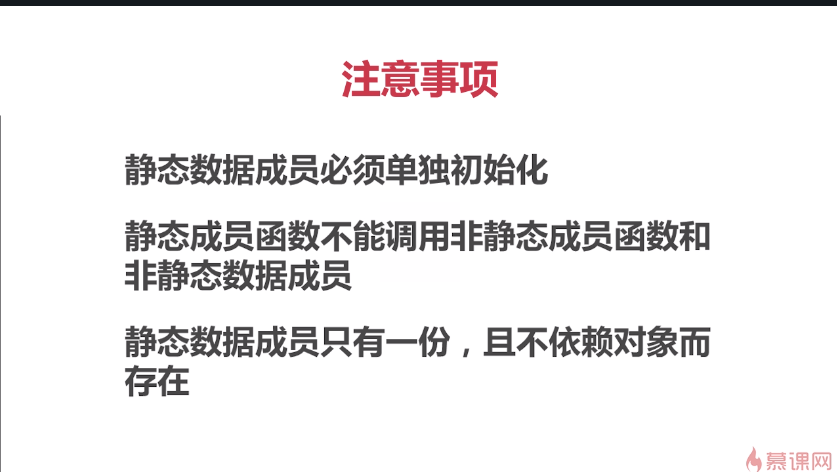 注意事项
静态数据成员必须单独初始化
静态成员函数不能调用非静态成员函数和
非静态数据成员
静态数据成员只有一份，且不依赖对象而
存在
慕课网